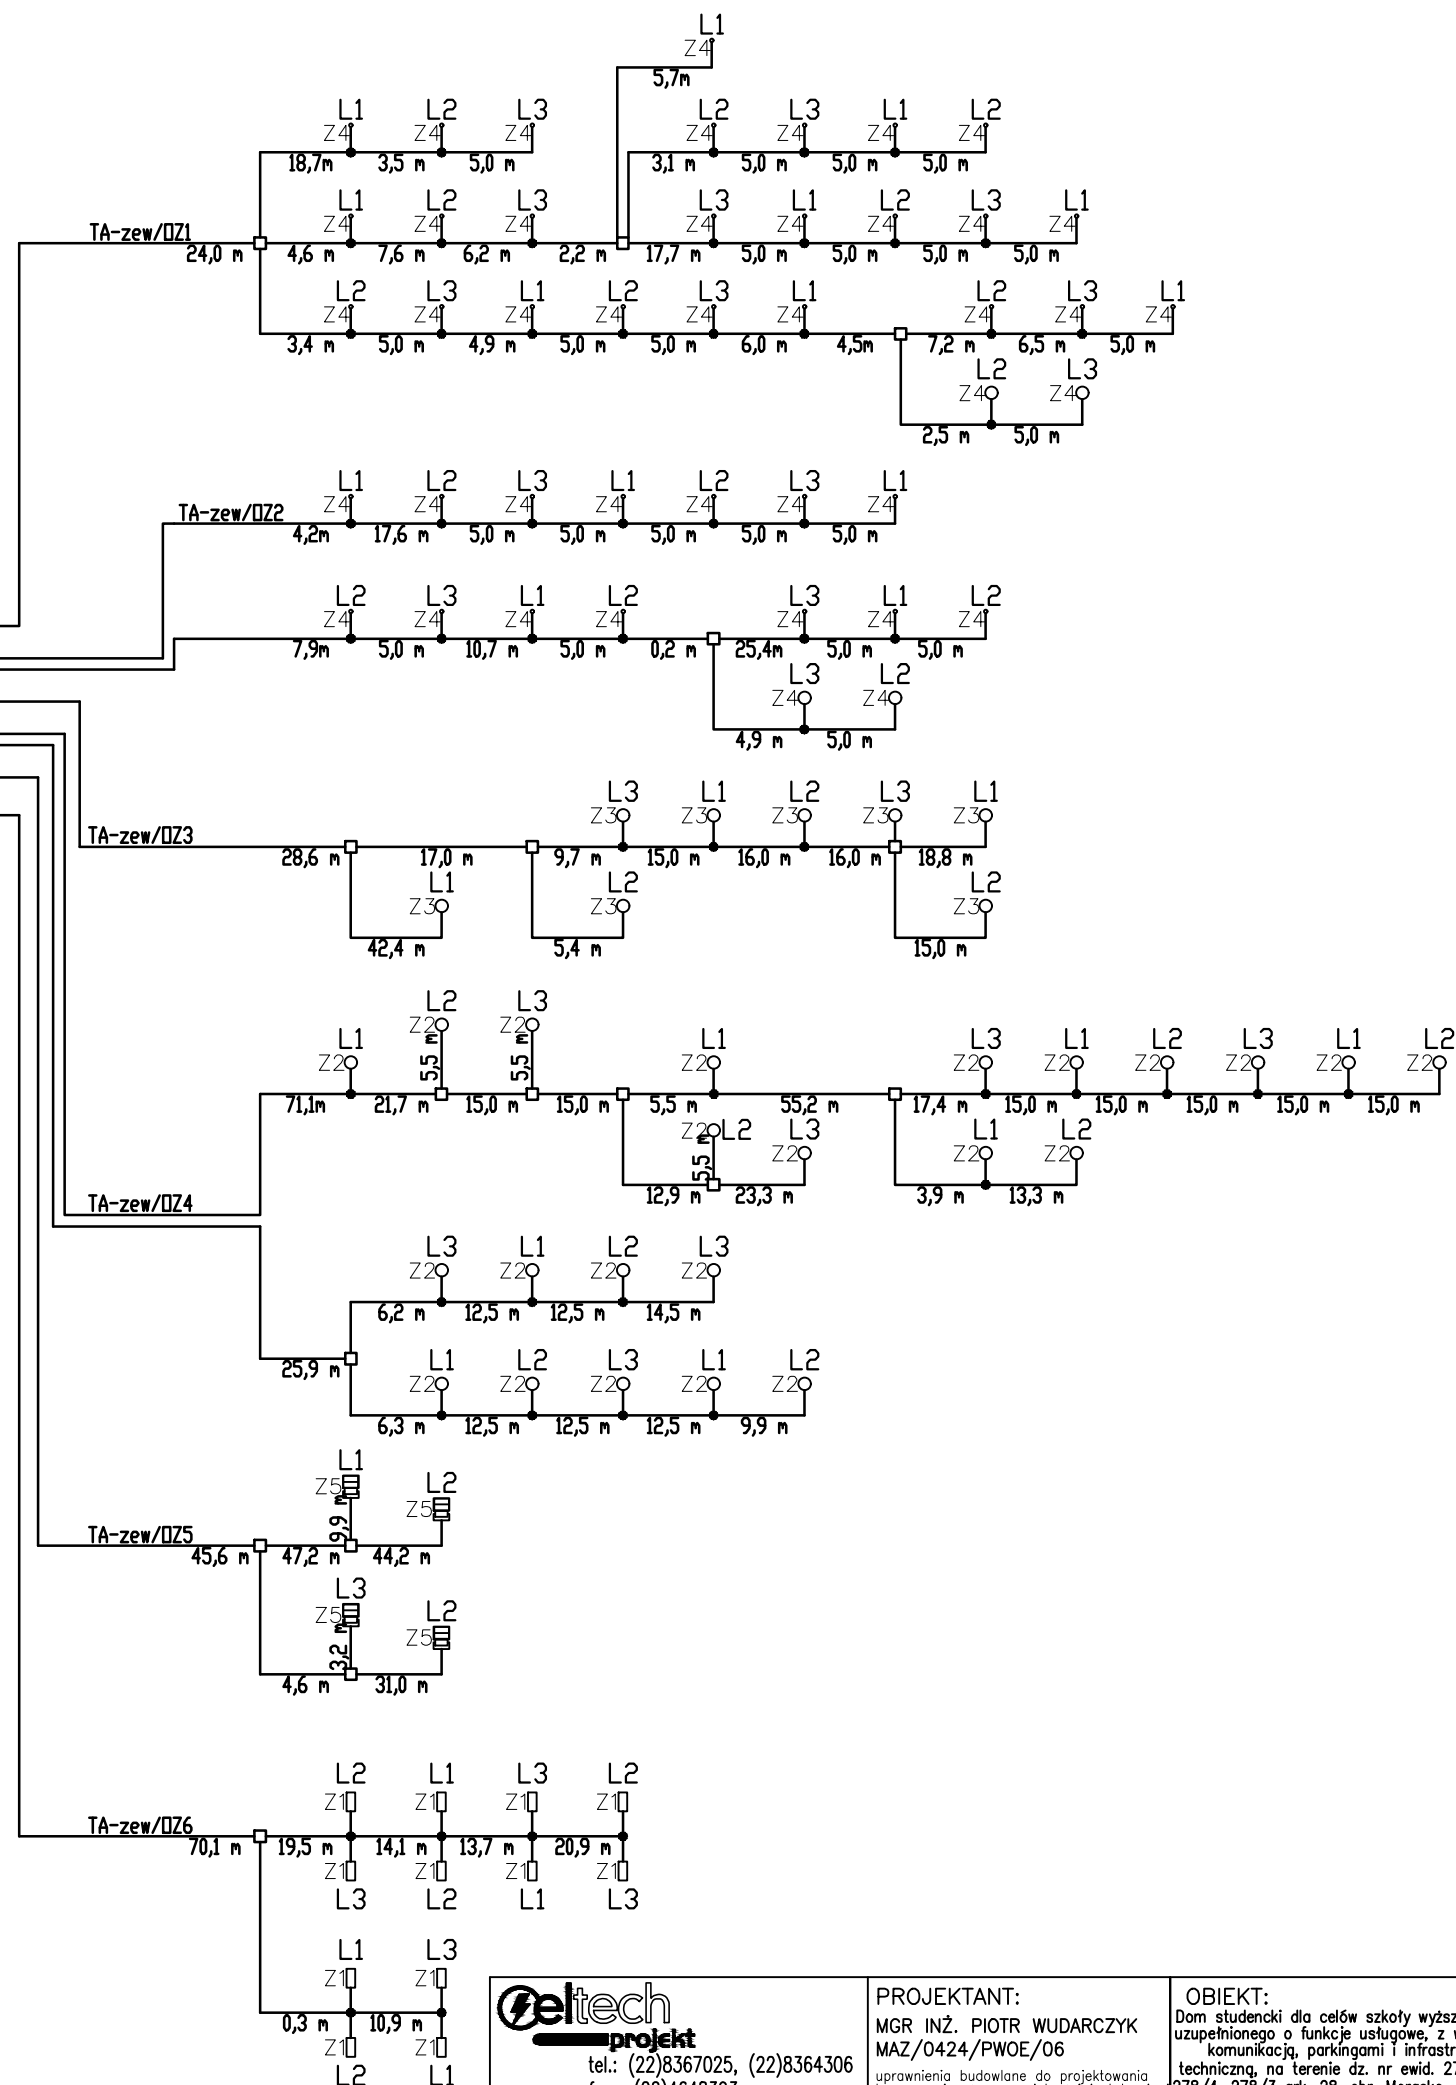 L1
Z4
5,7m
L1 L2 L3 L2 L3 L1 L2
Z4 Z4 Z4 Z4 Z4 Z4 Z4
18,7m 3,5 m 5,0 m 3,1 m 5,0 m 5,0 m 5,0 m
L1 L2 L3 L3 L1 L2 L3 L1
Z4 Z4 Z4 Z4 Z4 Z4 Z4 Z4
TA-zew/OZ1
24,0 m 4,6 m 7,6 m 6,2 m 2,2 m 17,7 m 5,0 m 5,0 m 5,0 m 5,0 m
L2 L3 L1 L2 L3 L1 L2 L3 L1
Z4 Z4 Z4 Z4 Z4 Z4 Z4 Z4 Z4
3,4 m 5,0 m 4,9 m 5,0 m 5,0 m 6,0 m 4,5m 7,2 m 6,5 m 5,0 m
L2 L3
Z4 Z4
2,5 m 5,0 m
L1 L2 L3 L1 L2 L3 L1
Z4 Z4 Z4 Z4 Z4 Z4 Z4
TA-zew/OZ2
4,2m 17,6 m 5,0 m 5,0 m 5,0 m 5,0 m 5,0 m
L2 L3 L1 L2 L3 L1 L2
Z4 Z4 Z4 Z4 Z4 Z4 Z4
7,9m 5,0 m 10,7 m 5,0 m 0,2 m 25,4m 5,0 m 5,0 m
L3 L2
Z4 Z4
4,9 m 5,0 m
L3 L1 L2 L3 L1
Z3 Z3 Z3 Z3 Z3
TA-zew/OZ3
28,6 m 17,0 m 9,7 m 15,0 m 16,0 m 16,0 m 18,8 m
L1 L2 L2
Z3 Z3 Z3
42,4 m 5,4 m 15,0 m
L2 L3
Z2 Z2
5,5 m 5,5 m
L1 L1 L3 L1 L2 L3 L1 L2
Z2 Z2 Z2 Z2 Z2 Z2 Z2 Z2
71,1m 21,7 m 15,0 m 15,0 m 5,5 m 55,2 m 17,4 m 15,0 m 15,0 m 15,0 m 15,0 m 15,0 m
Z2 L2 L3 L1 L2
5,5 m Z2 Z2 Z2
12,9 m 23,3 m 3,9 m 13,3 m
TA-zew/OZ4
L3 L1 L2 L3
Z2 Z2 Z2 Z2
6,2 m 12,5 m 12,5 m 14,5 m
25,9 m
L1 L2 L3 L1 L2
Z2 Z2 Z2 Z2 Z2
6,3 m 12,5 m 12,5 m 12,5 m 9,9 m
L1 L2
Z5 Z5
9,9 m
TA-zew/OZ5
45,6 m 47,2 m 44,2 m
L3 L2
Z5 Z5
3,2 m
4,6 m 31,0 m
L2 L1 L3 L2
Z1 Z1 Z1 Z1
TA-zew/OZ6
70,1 m 19,5 m 14,1 m 13,7 m 20,9 m
Z1 Z1 Z1 Z1
L3 L2 L1 L3
L1 L3
Z1 Z1
0,3 m 10,9 m
Z1 Z1
L2 L1
eltech
projekt
tel.: (22)8367025, (22)8364306
PROJEKTANT:
MGR INŻ. PIOTR WUDARCZYK
MAZ/0424/PWOE/06
uprawnienia budowlane do projektowania
OBIEKT:
Dom studencki dla celów szkoły wyższ
uzupełnionego o funkcje usługowe, z
komunikacją, parkingami i infrastr
techniczną, na terenie dz. nr ewid. 27